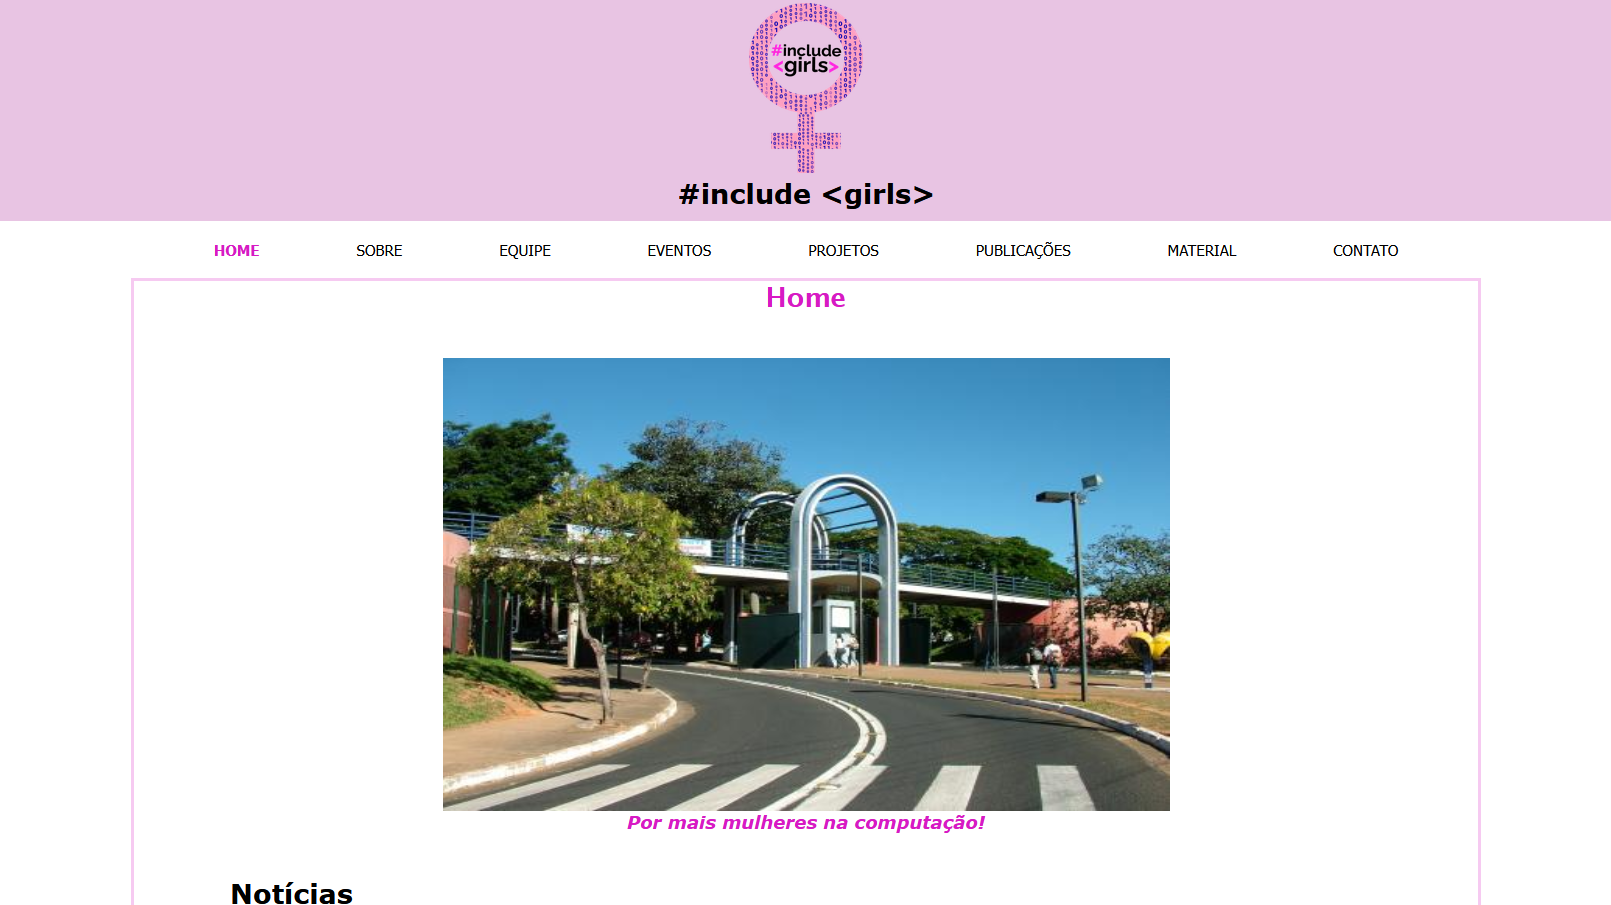 #include
<girls>
#include <girls>
HOME SOBRE EQUIPE EVENTOS PROJETOS PUBLICAÇÕES MATERIAL CONTATO
Home
Por mais mulheres na computação!
Notícias